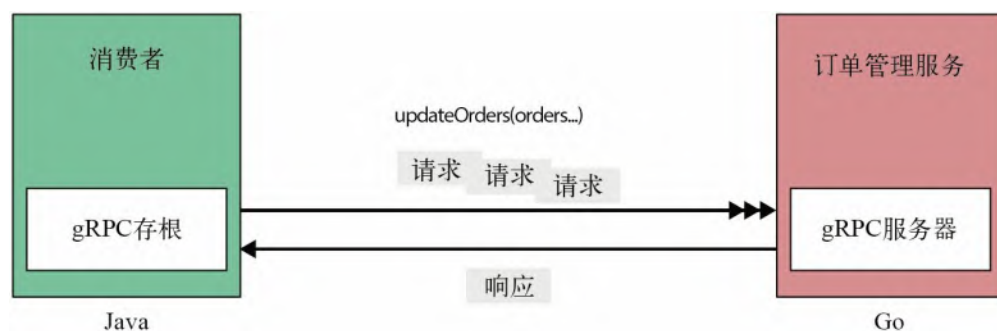 消费者
订单管理服务
updateOrders(orders...)
请求 请求 请求
gRPC存根
gRPC服务器
响应
Java
Go